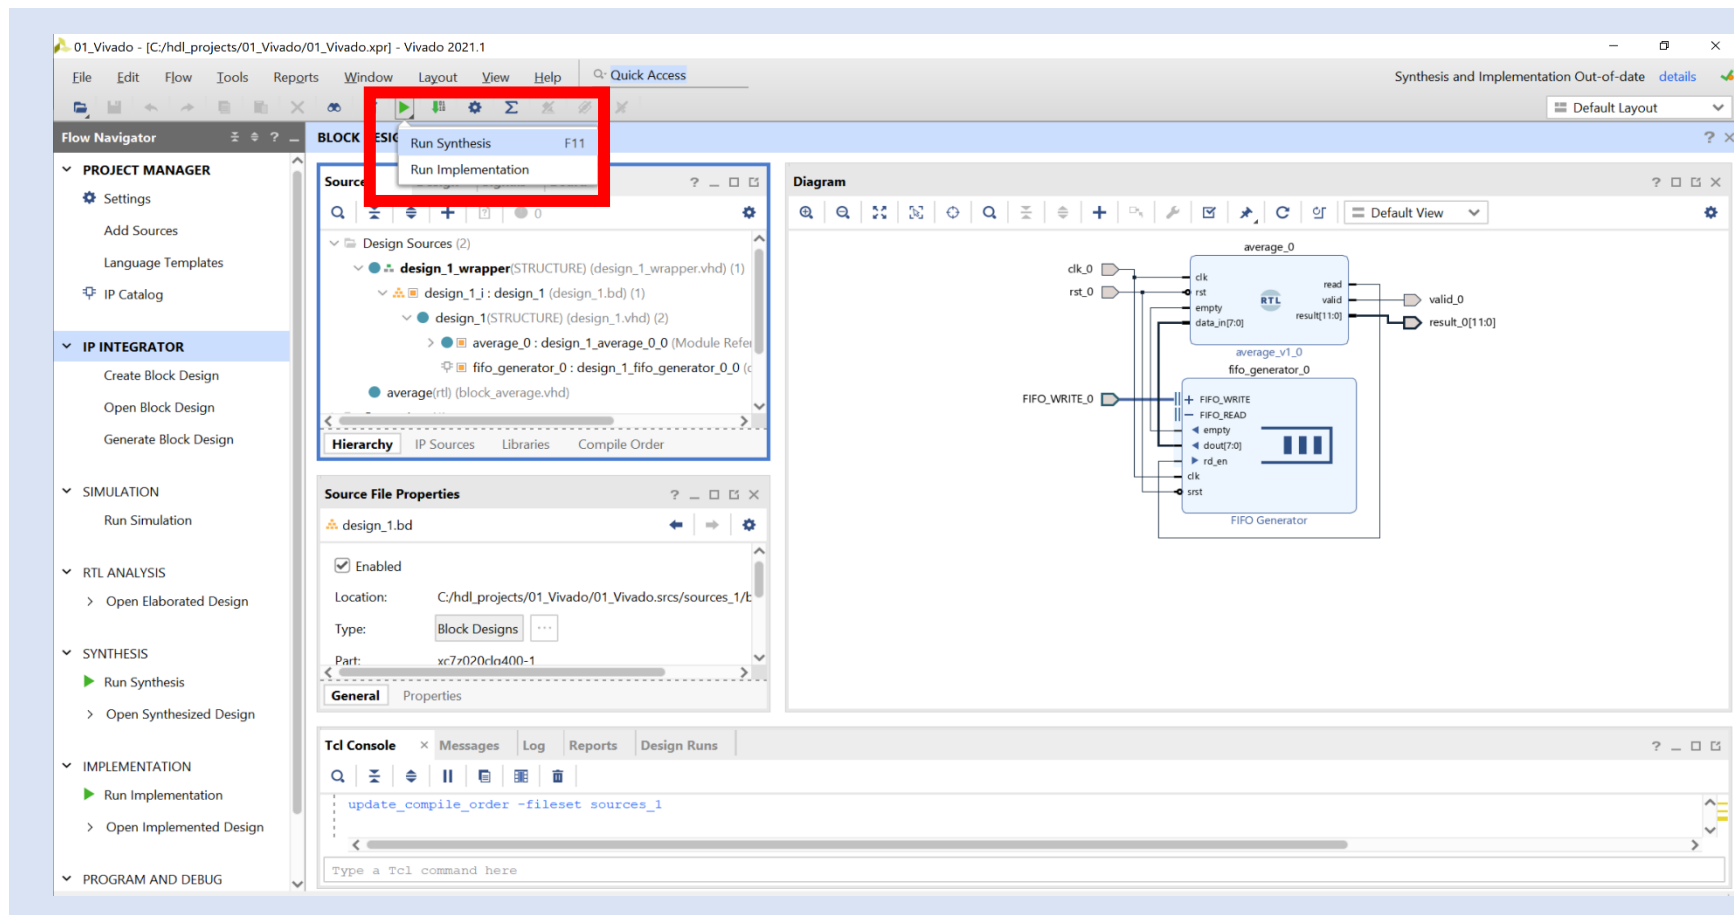 01_Vivado - [C:/hdl_projects/01_Vivado/01_Vivado.xpr] - Vivado 2021.1
File Edit Flow Tools Reports Window Layout View Help Quick Access
Synthesis and Implementation Out-of-date details
Default Layout
Flow Navigator
BLOCK
Run Synthesis F11
Run Implementation
PROJECT MANAGER
Settings
Add Sources
Language Templates
IP Catalog
IP INTEGRATOR
Create Block Design
Open Block Design
Generate Block Design
SIMULATION
Run Simulation
RTL ANALYSIS
Open Elaborated Design
SYNTHESIS
Run Synthesis
Open Synthesized Design
IMPLEMENTATION
Run Implementation
Open Implemented Design
PROGRAM AND DEBUG
Source
0
Design Sources (2)
design_1_wrapper(STRUCTURE) (design_1_wrapper.vhd) (1)
design_1_i : design_1 (design_1.bd) (1)
design_1(STRUCTURE) (design_1.vhd) (2)
average_0 : design_1_average_0_0 (Module Refe
fifo_generator_0 : design_1_fifo_generator_0_0 (
average(rtl) (block_average.vhd)
Hierarchy IP Sources Libraries Compile Order
Source File Properties
design_1.bd
Enabled
Location: C:/hdl_projects/01_Vivado/01_Vivado.srcs/sources_1/b
Type: Block Designs ...
Part: xc7z020clg400-1
General Properties
Diagram
Default View
average_0
clk_0
rst_0
clk
rst
empty
data_in[7:0]
RTL
read
valid
result[11:0]
valid_0
result_0[11:0]
average_v1_0
fifo_generator_0
FIFO_WRITE_0
FIFO_WRITE
FIFO_READ
empty
dout[7:0]
rd_en
clk
srst
FIFO Generator
Tcl Console Messages Log Reports Design Runs
update_compile_order -fileset sources_1
Type a Tcl command here